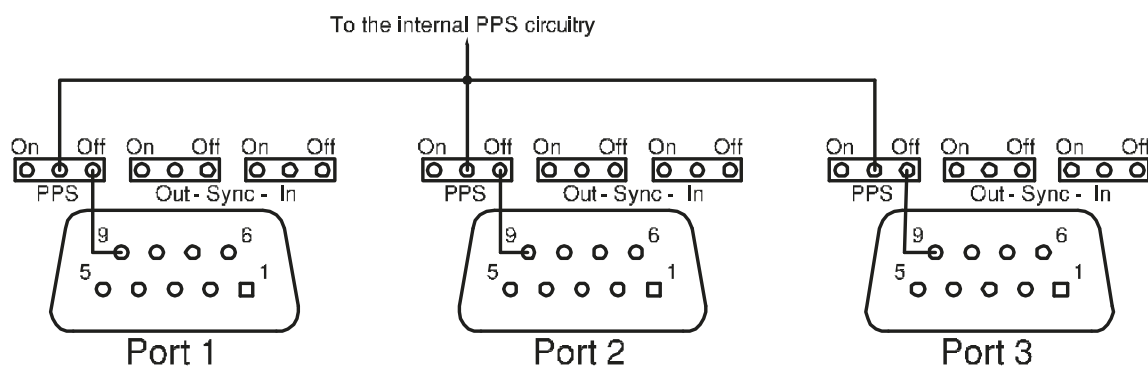 To the internal PPS circuitry
On Off On Off On Off On Off On Off On Off On Off On Off On Off
PPS Out - Sync - In PPS Out - Sync - In PPS Out - Sync - In
9 6 9 6 9 6
5 1 5 1 5 1
Port 1 Port 2 Port 3